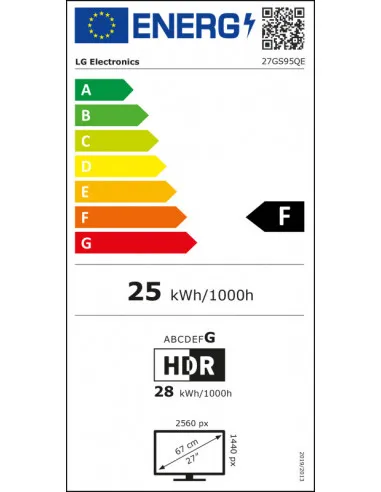 ENERG
LG Electronics
27GS95QE
A
B
C
D
E
F
G
F
25 kWh/1000h
ABCDEFG
HDR
28 kWh/1000h
2560 px
1440 px
67 cm
27"
2019/2013